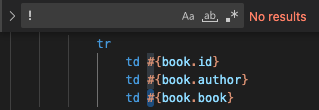 ! Aa ab .* No results
tr
td #{book.id}
td #{book.author}
td #{book.book}